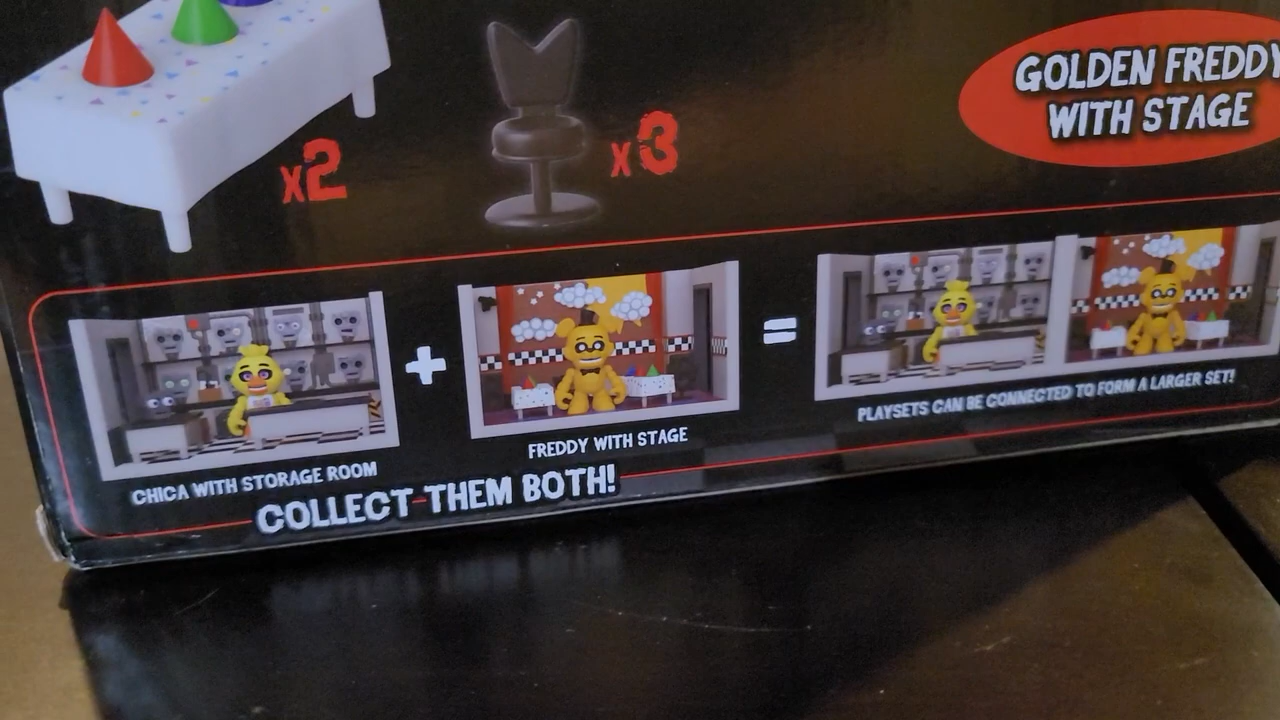 GOLDEN FREDDY
WITH STAGE
x2
x3
CHICA WITH STORAGE ROOM
+
FREDDY WITH STAGE
=
PLAYSETS CAN BE CONNECTED TO FORM A LARGER SET!
COLLECT THEM BOTH!